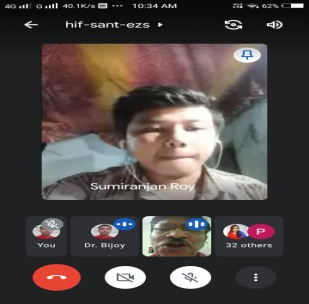 4G G 40.1K/s ••• 10:34 AM 62%
hif-sant-ezs
Sumiranjan Roy
You
Dr. Bijoy
P
32 others